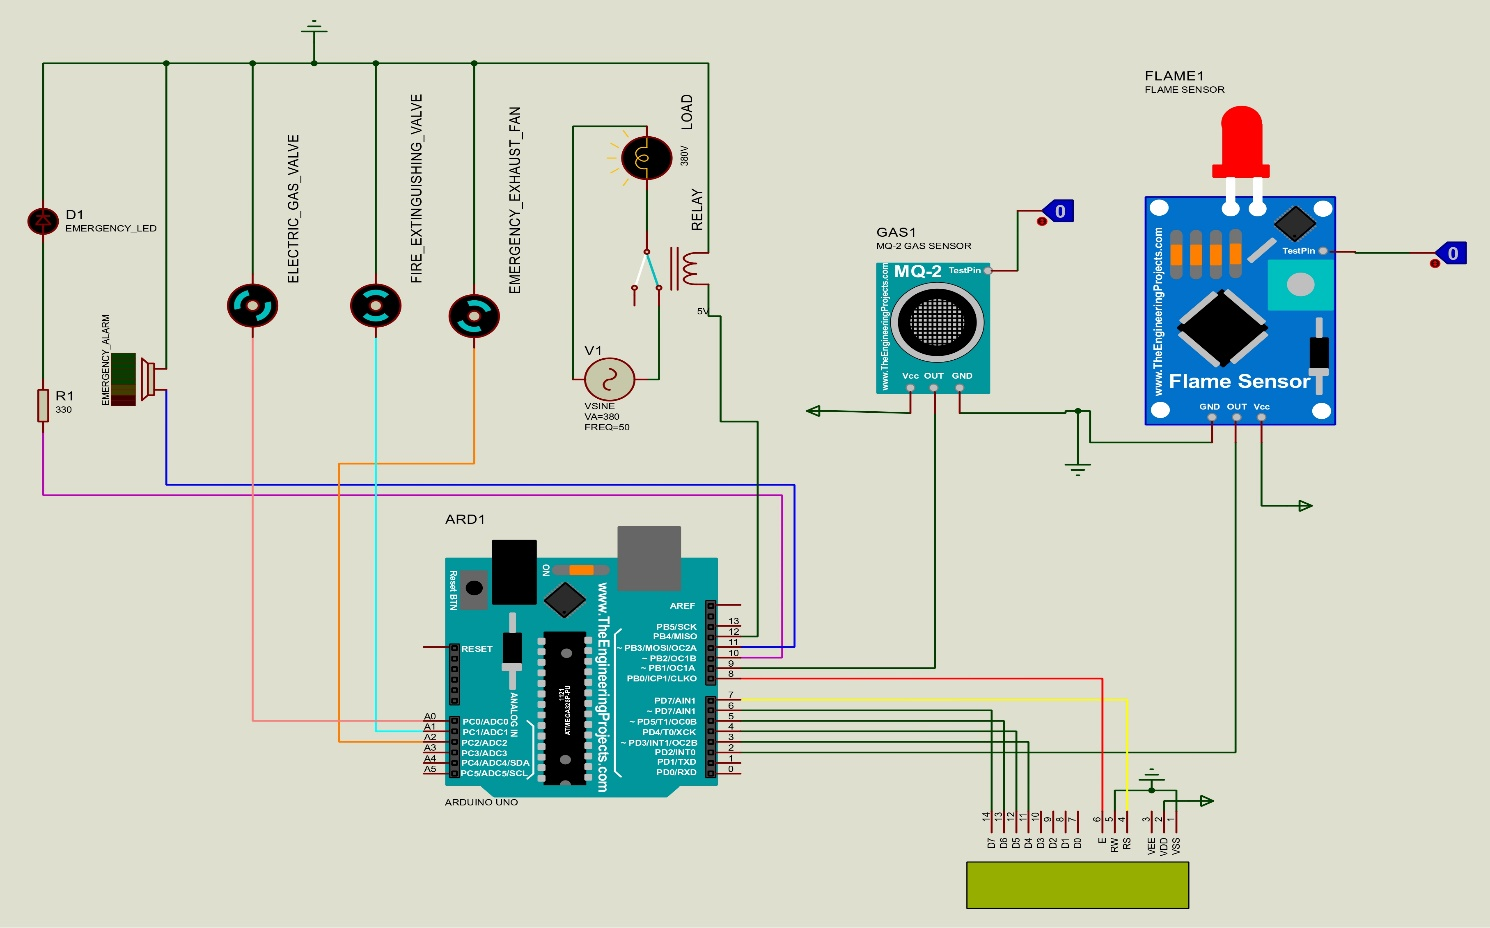 FLAME1
FLAME SENSOR
ELECTRIC_GAS_VALVE
FIRE_EXTINGUISHING_VALVE
EMERGENCY_EXHAUST_FAN
LOAD
380V
RELAY
5V
D1
EMERGENCY_LED
EMERGENCY_ALARM
R1
330
V1
VSINE
VA=380
FREQ=50
GAS1
MQ-2 GAS SENSOR
MQ-2
TestPin
www.TheEngineeringProjects.com
Vcc OUT GND
0
www.TheEngineeringProjects.com
TestPin
0
Flame Sensor
GND OUT Vcc
ARD1
Reset BTN
ON
www.TheEngineeringProjects.com
ANALOG IN
1121
ATMEGA328P-PU
RESET
A0 PC0/ADC0
A1 PC1/ADC1
A2 PC2/ADC2
A3 PC3/ADC3
A4 PC4/ADC4/SDA
A5 PC5/ADC5/SCL
AREF
PB5/SCK 13
PB4/MISO 12
~ PB3/MOSI/OC2A 11
~ PB2/OC1B 10
~ PB1/OC1A 9
PB0/ICP1/CLKO 8
PD7/AIN1 7
~ PD7/AIN1 6
~ PD5/T1/OC0B 5
PD4/T0/XCK 4
~ PD3/INT1/OC2B 3
PD2/INT0 2
PD1/TXD 1
PD0/RXD 0
ARDUINO UNO
14 13 12 11 10 9 8 7 6 5 4 3 2 1
D7 D6 D5 D4 D3 D2 D1 D0 E RW RS VEE VDD VSS